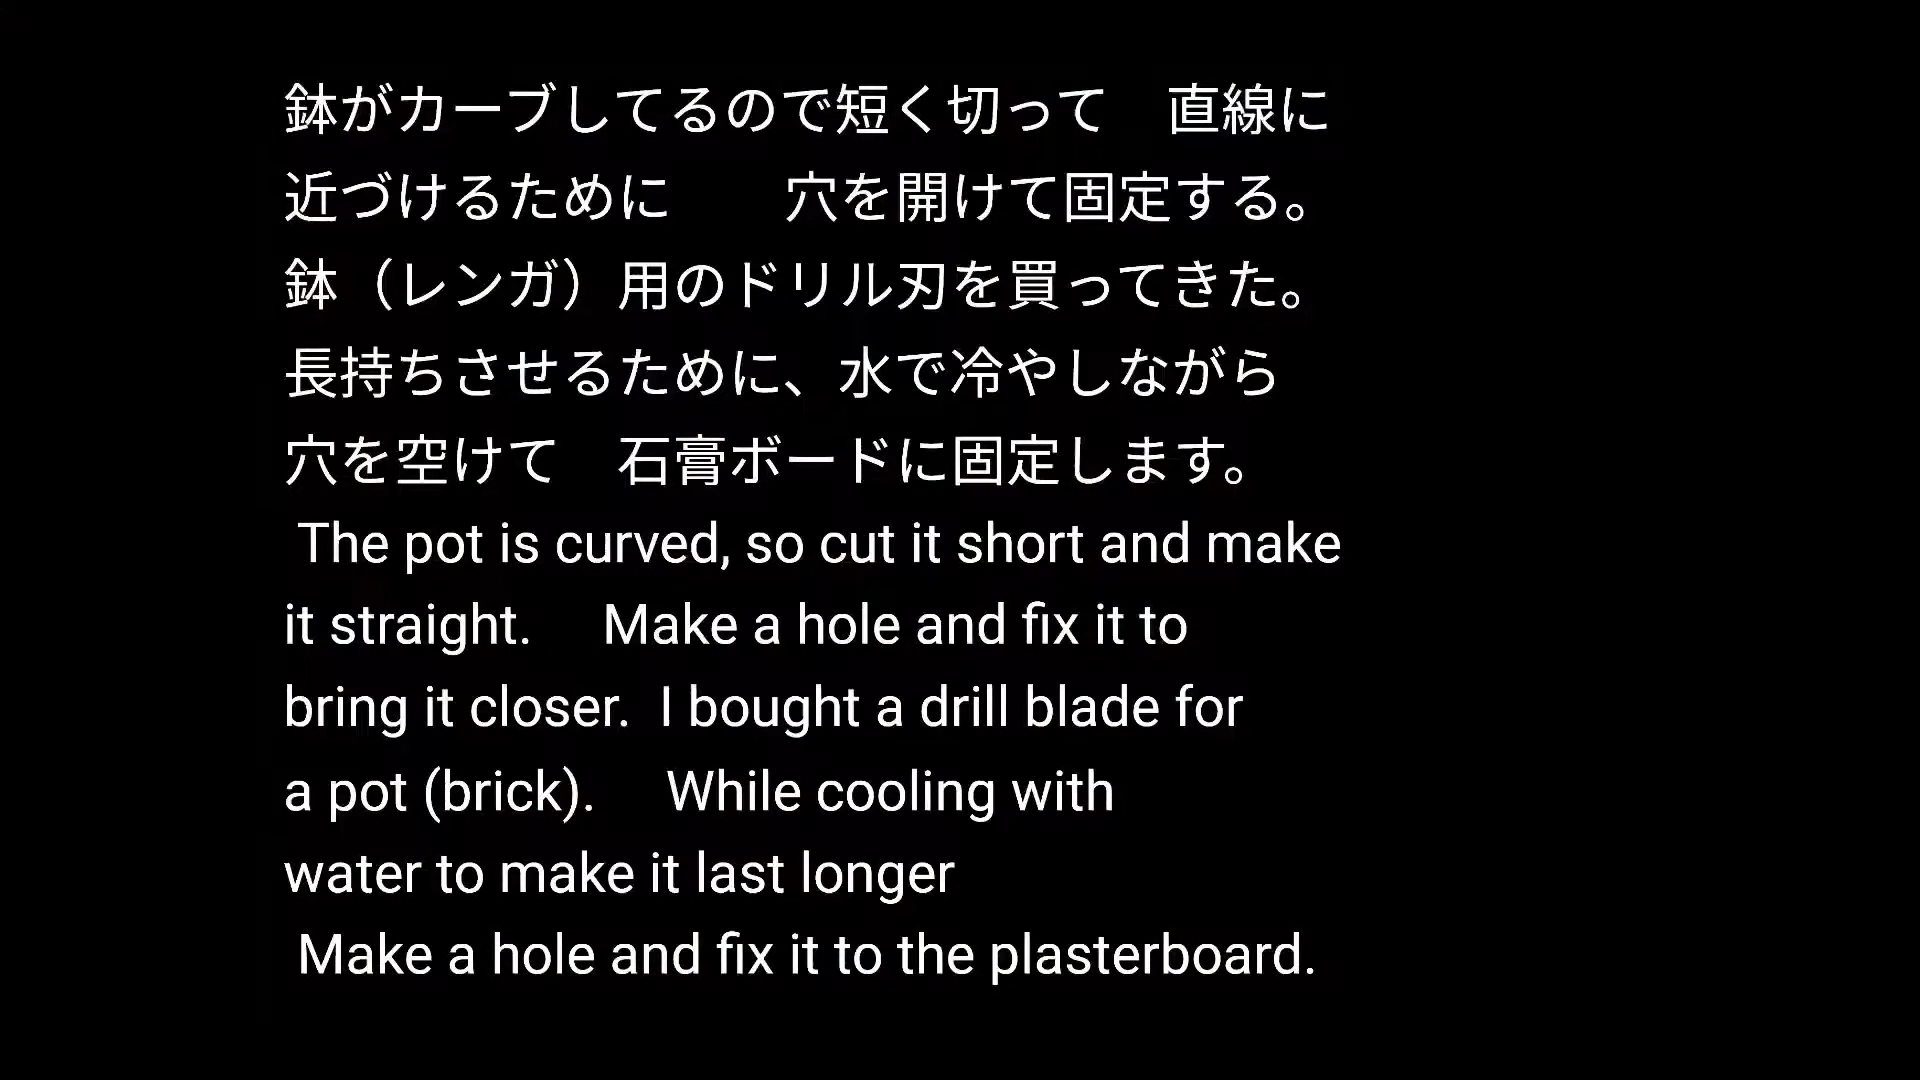 鉢がカーブしてるので短く切って　直線に
近づけるために　　穴を開けて固定する。
鉢（レンガ）用のドリル刃を買ってきた。
長持ちさせるために、水で冷やしながら
穴を空けて　石膏ボードに固定します。
The pot is curved, so cut it short and make
it straight.     Make a hole and fix it to
bring it closer.  I bought a drill blade for
a pot (brick).     While cooling with
water to make it last longer
Make a hole and fix it to the plasterboard.